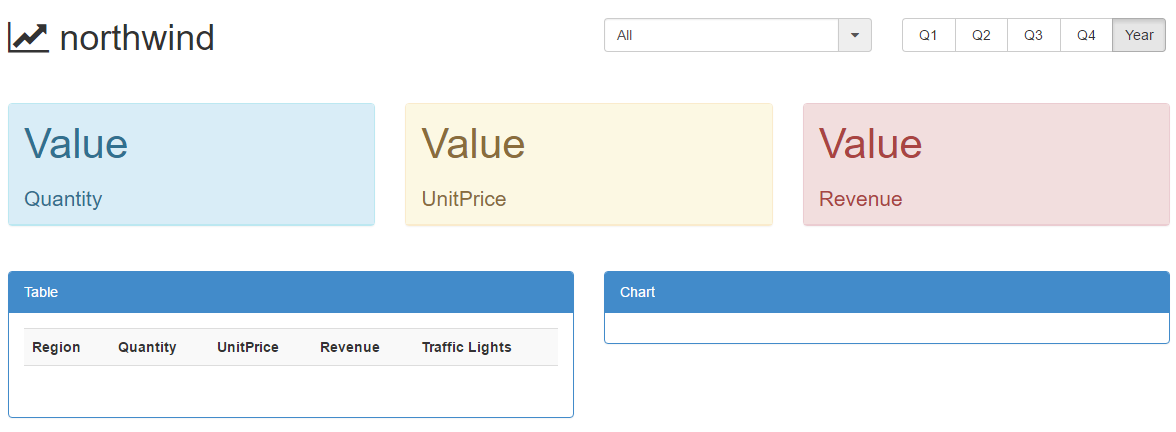 northwind
All
Q1 Q2 Q3 Q4 Year
Value
Quantity
Value
UnitPrice
Value
Revenue
Table
Region Quantity UnitPrice Revenue Traffic Lights
Chart